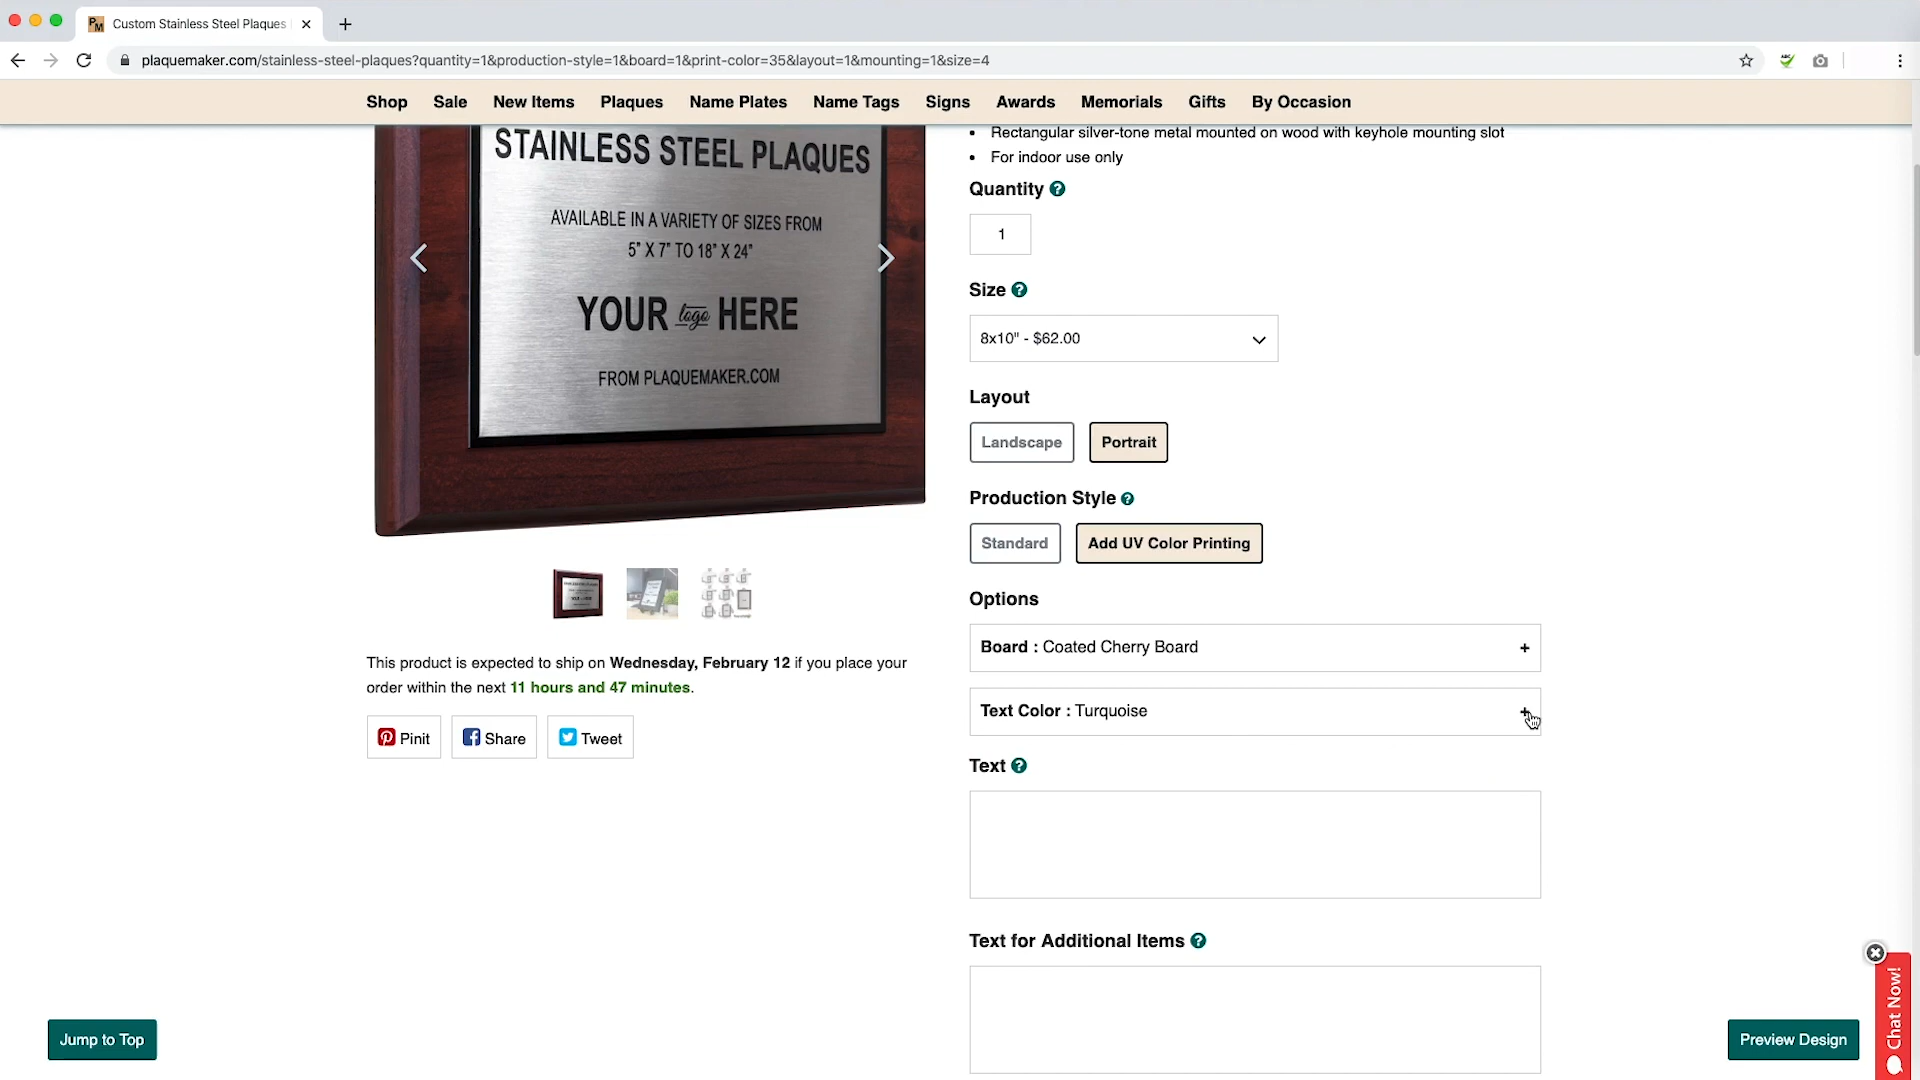 Custom Stainless Steel Plaques
plaquemaker.com/stainless-steel-plaques?quantity=1&production-style=1&board=1&print-color=35&layout=1&mounting=1&size=4
Shop Sale New Items Plaques Name Plates Name Tags Signs Awards Memorials Gifts By Occasion
STAINLESS STEEL PLAQUES
AVAILABLE IN A VARIETY OF SIZES FROM
5" X 7" TO 18" X 24"
YOUR logo HERE
FROM PLAQUEMAKER.COM
This product is expected to ship on Wednesday, February 12 if you place your
order within the next 11 hours and 47 minutes.
Pinit Share Tweet
• Rectangular silver-tone metal mounted on wood with keyhole mounting slot
• For indoor use only
Quantity ?
1
Size ?
8x10" - $62.00
Layout
Landscape Portrait
Production Style ?
Standard Add UV Color Printing
Options
Board : Coated Cherry Board +
Text Color : Turquoise +
Text ?
Text for Additional Items ?
Jump to Top
Preview Design
Chat Now!